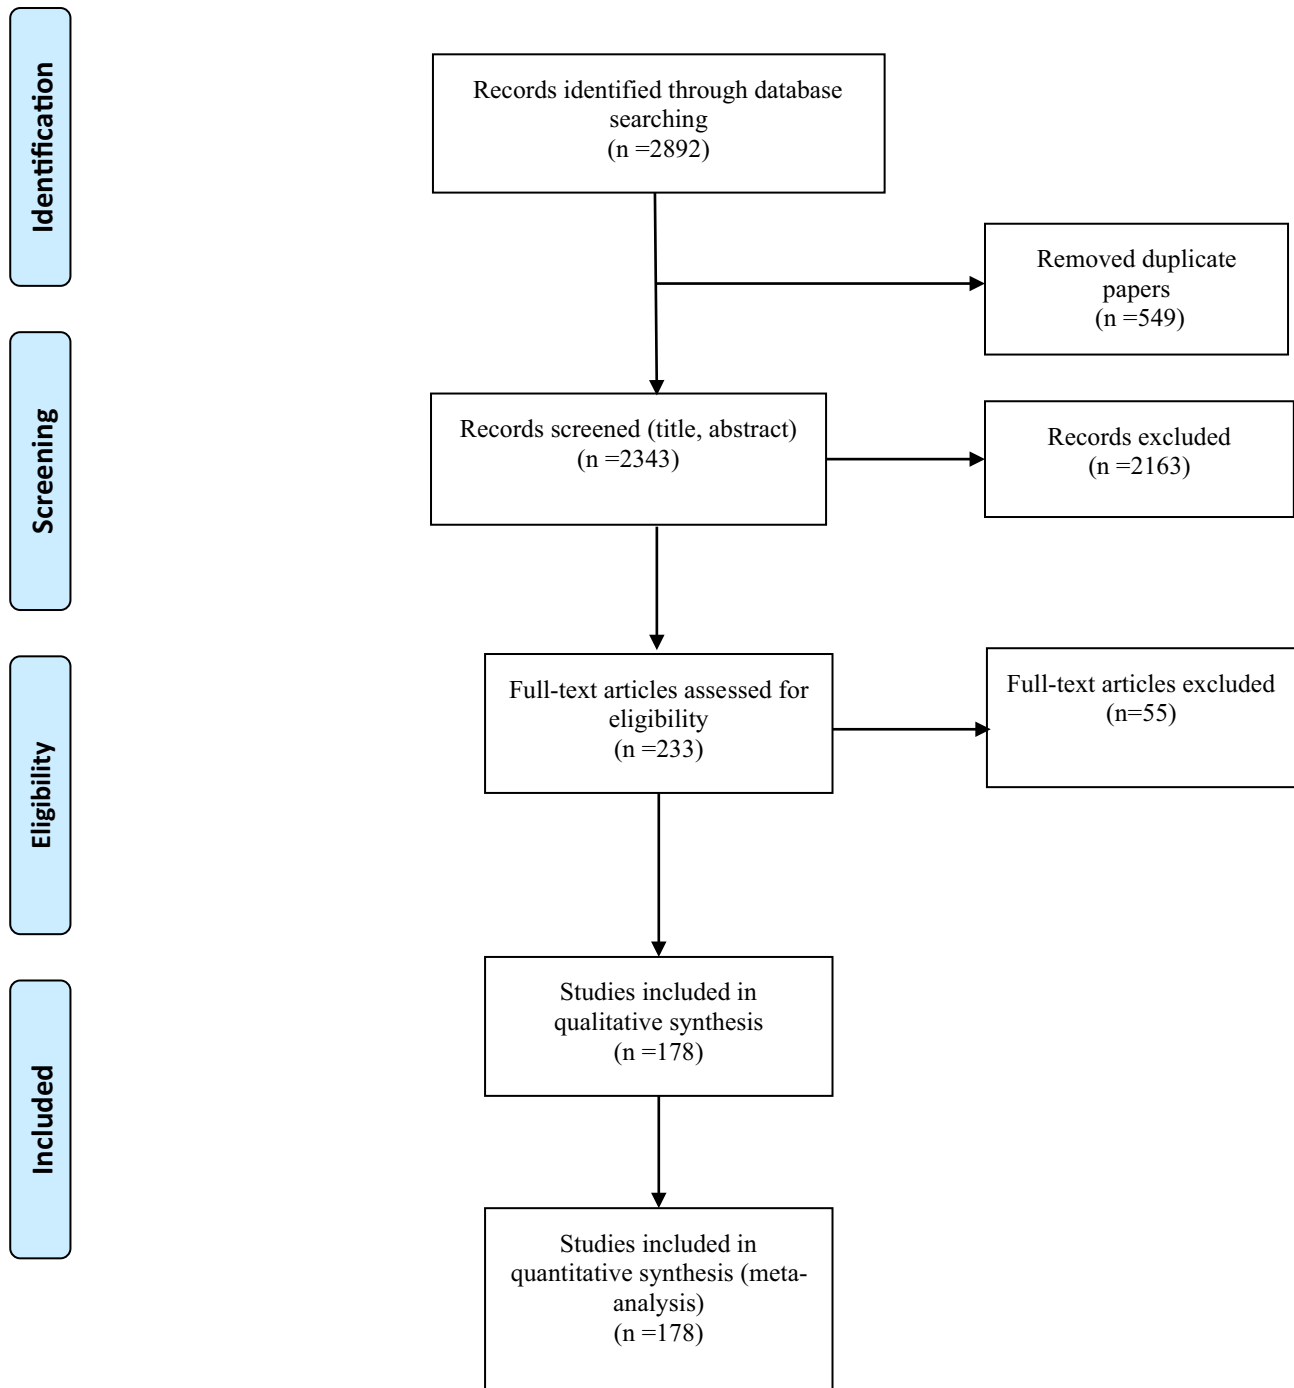 Identification
Records identified through database
searching
(n =2892)
Removed duplicate
papers
(n =549)
Screening
Records screened (title, abstract)
(n =2343)
Records excluded
(n =2163)
Eligibility
Full-text articles assessed for
eligibility
(n =233)
Full-text articles excluded
(n=55)
Included
Studies included in
qualitative synthesis
(n =178)
Studies included in
quantitative synthesis (meta-
analysis)
(n =178)